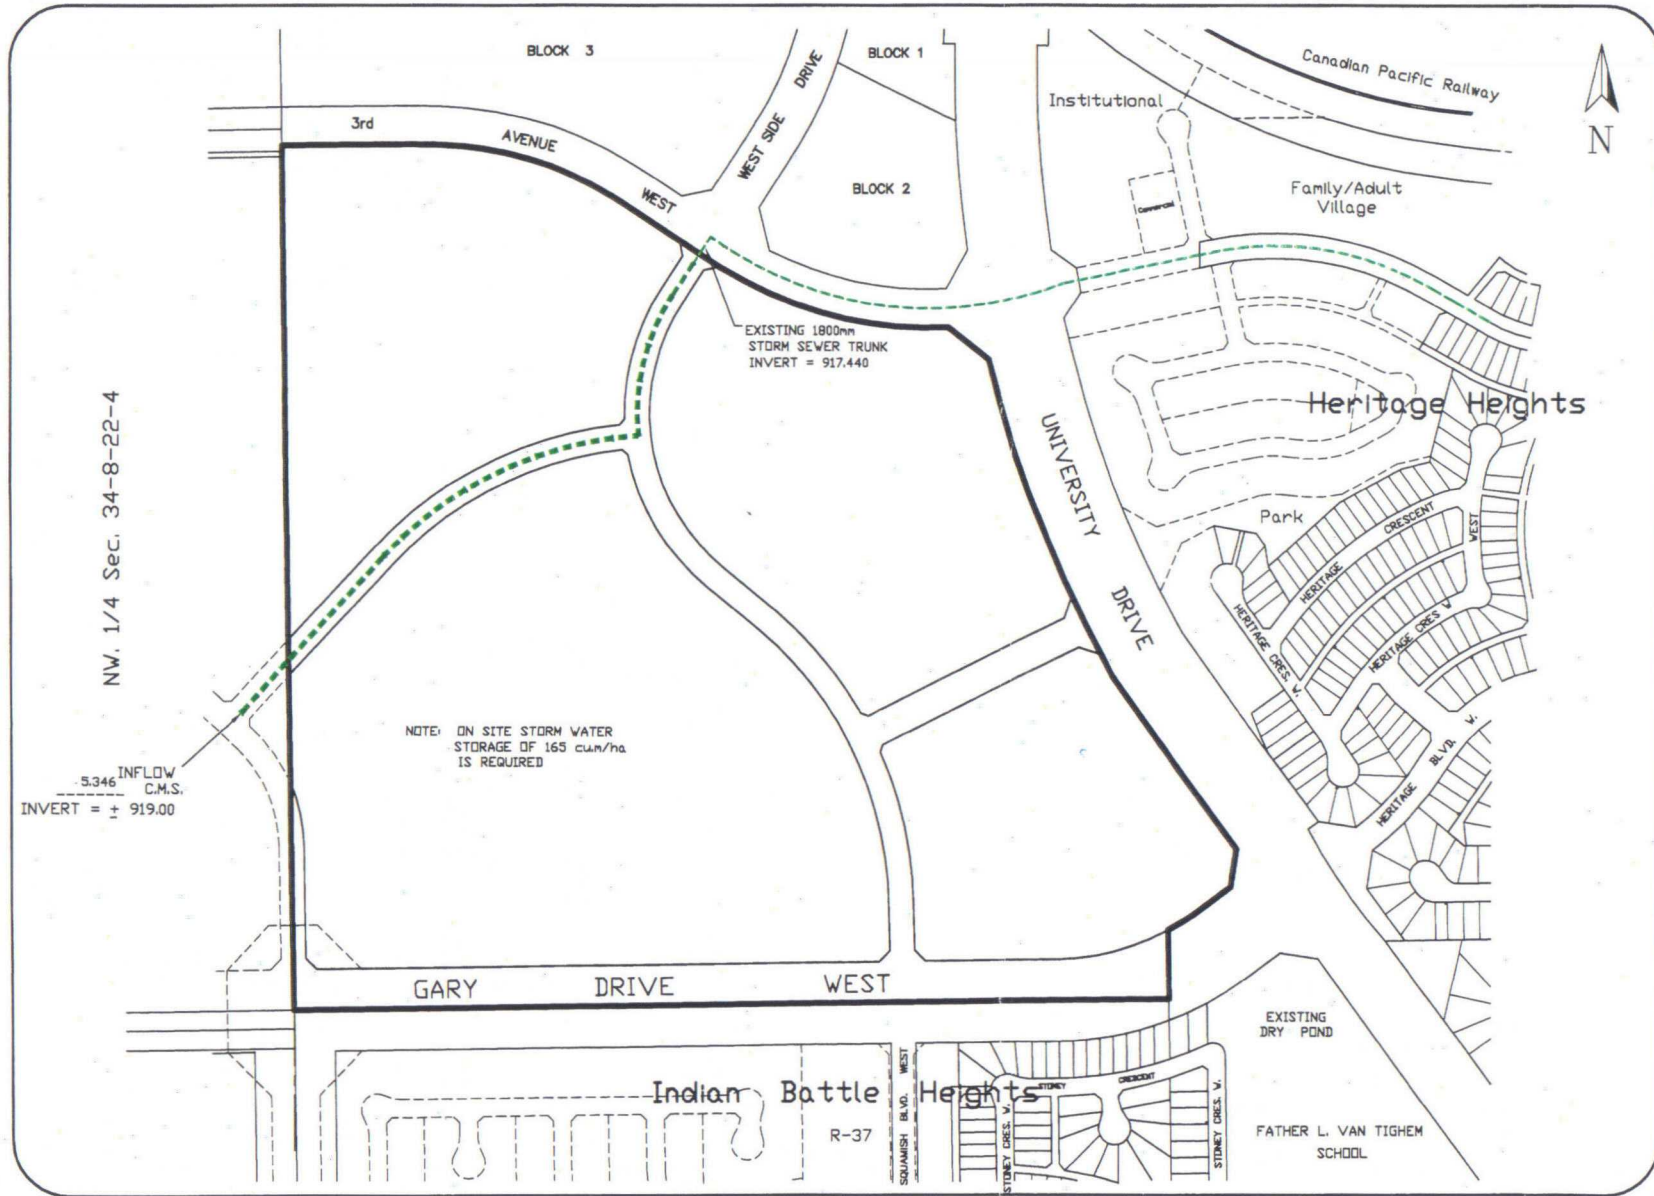 BLOCK 3
BLOCK 1
Canadian Pacific Railway
Institutional
N
3rd
AVENUE
WEST
WEST SIDE DRIVE
BLOCK 2
Family/Adult
Village
Commercial
EXISTING 1800mm
STORM SEWER TRUNK
INVERT = 917.440
NW. 1/4 Sec. 34-8-22-4
Heritage Heights
UNIVERSITY
DRIVE
Park
HERITAGE
CRESCENT
WEST
HERITAGE CRES. W.
HERITAGE CRES W
HERITAGE
BLVD.
W.
NOTE: ON SITE STORM WATER
STORAGE OF 165 cu.m/ha
IS REQUIRED
INFLOW
5.346 C.M.S.
INVERT = ± 919.00
GARY DRIVE WEST
EXISTING
DRY POND
Indian Battle Heights
R-37
SQUAMISH BLVD. WEST
STONEY CRESCENT
STONEY CRES. W.
STONEY CRES. W.
FATHER L. VAN TIGHEM
SCHOOL